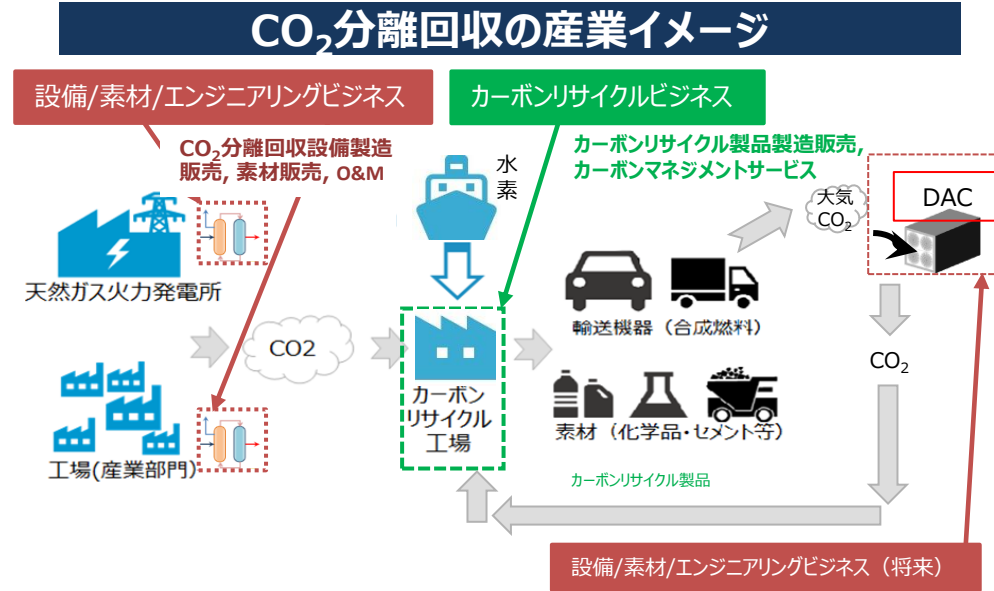 CO₂分離回収の産業イメージ
設備/素材/エンジニアリングビジネス
カーボンリサイクルビジネス
CO₂分離回収設備製造
販売, 素材販売, O&M
水
素
カーボンリサイクル製品製造販売,
カーボンマネジメントサービス
大気
CO₂
DAC
天然ガス火力発電所
輸送機器（合成燃料）
CO2
CO₂
カーボン
リサイクル
工場
素材（化学品・セメント等）
工場(産業部門)
カーボンリサイクル製品
設備/素材/エンジニアリングビジネス（将来）